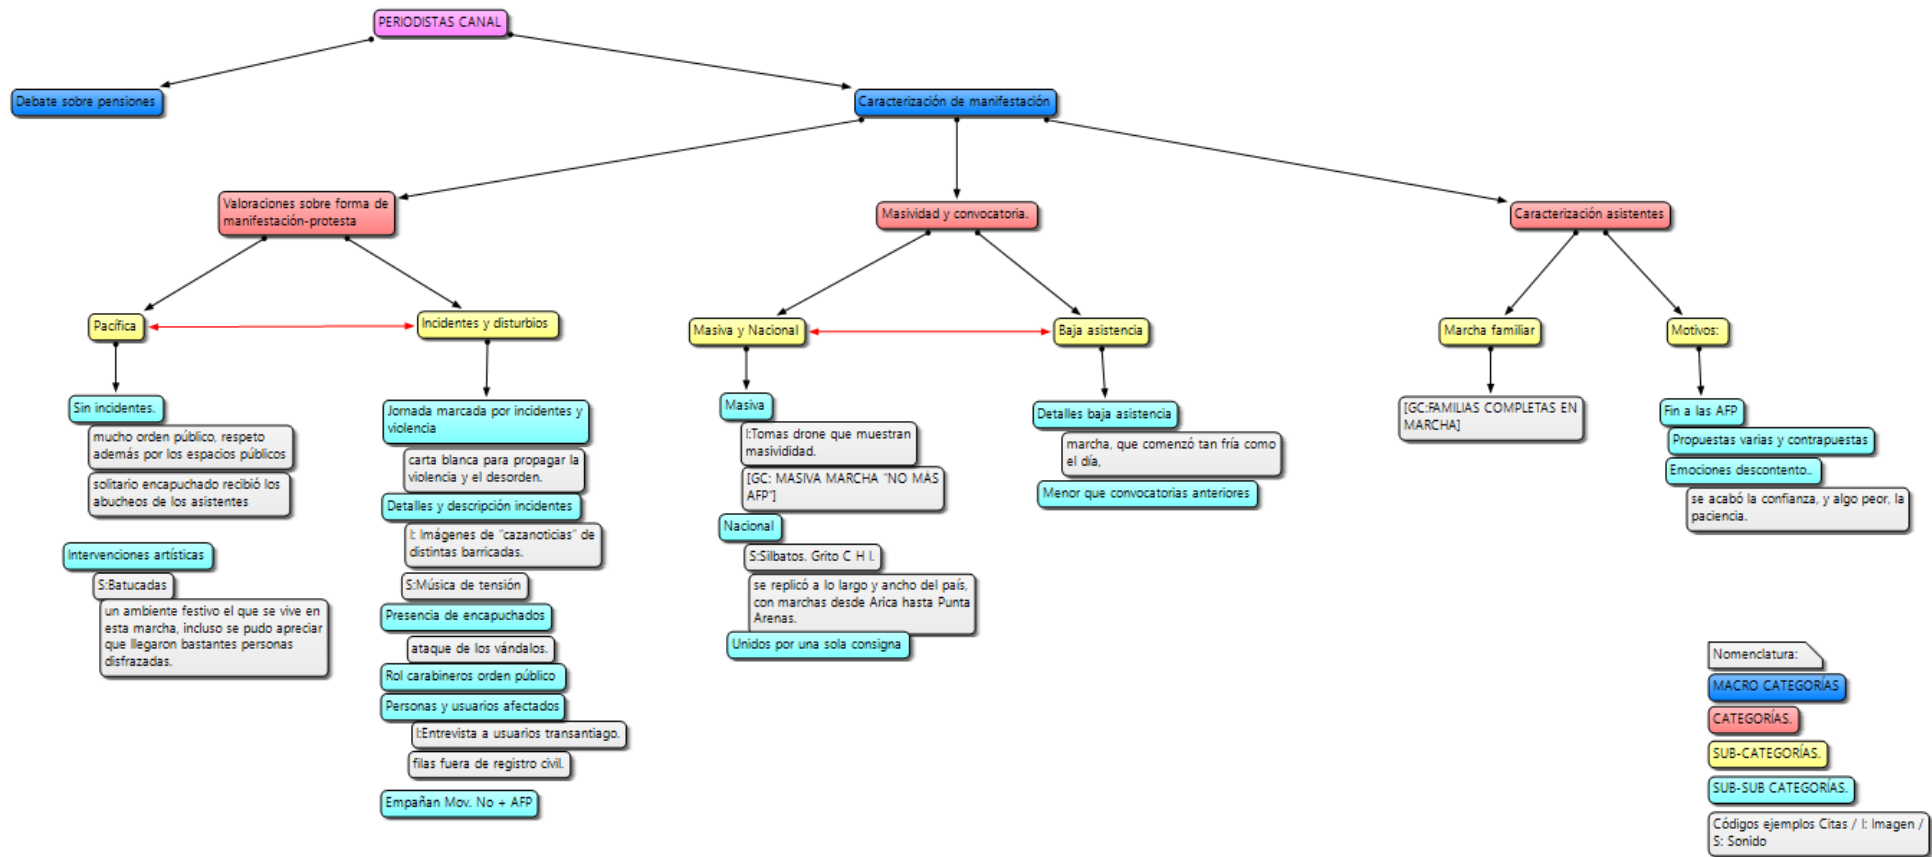 PERIODISTAS CANAL
Debate sobre pensiones
Caracterización de manifestación
Valoraciones sobre forma de
manifestación-protesta
Masividad y convocatoria.
Caracterización asistentes
Pacífica
Incidentes y disturbios
Masiva y Nacional
Baja asistencia
Marcha familiar
Motivos:
Sin incidentes.
mucho orden público, respeto
además por los espacios públicos
solitario encapuchado recibió los
abucheos de los asistentes
Intervenciones artísticas
S:Batucadas
un ambiente festivo el que se vive en
esta marcha, incluso se pudo apreciar
que llegaron bastantes personas
disfrazadas.
Jornada marcada por incidentes y
violencia
carta blanca para propagar la
violencia y el desorden.
Detalles y descripción incidentes
I: Imágenes de "cazanoticias" de
distintas barricadas.
S:Música de tensión
Presencia de encapuchados
ataque de los vándalos.
Rol carabineros orden público
Personas y usuarios afectados
I:Entrevista a usuarios transantiago.
filas fuera de registro civil.
Empañan Mov. No + AFP
Masiva
I:Tomas drone que muestran
masivididad.
[GC: MASIVA MARCHA "NO MÁS
AFP"]
Nacional
S:Silbatos. Grito C H I.
se replicó a lo largo y ancho del país,
con marchas desde Arica hasta Punta
Arenas.
Unidos por una sola consigna
Detalles baja asistencia
marcha, que comenzó tan fría como
el día,
Menor que convocatorias anteriores
[GC:FAMILIAS COMPLETAS EN
MARCHA]
Fin a las AFP
Propuestas varias y contrapuestas
Emociones descontento..
se acabó la confianza, y algo peor, la
paciencia.
Nomenclatura:
MACRO CATEGORÍAS
CATEGORÍAS.
SUB-CATEGORÍAS.
SUB-SUB CATEGORÍAS.
Códigos ejemplos Citas / I: Imagen /
S: Sonido